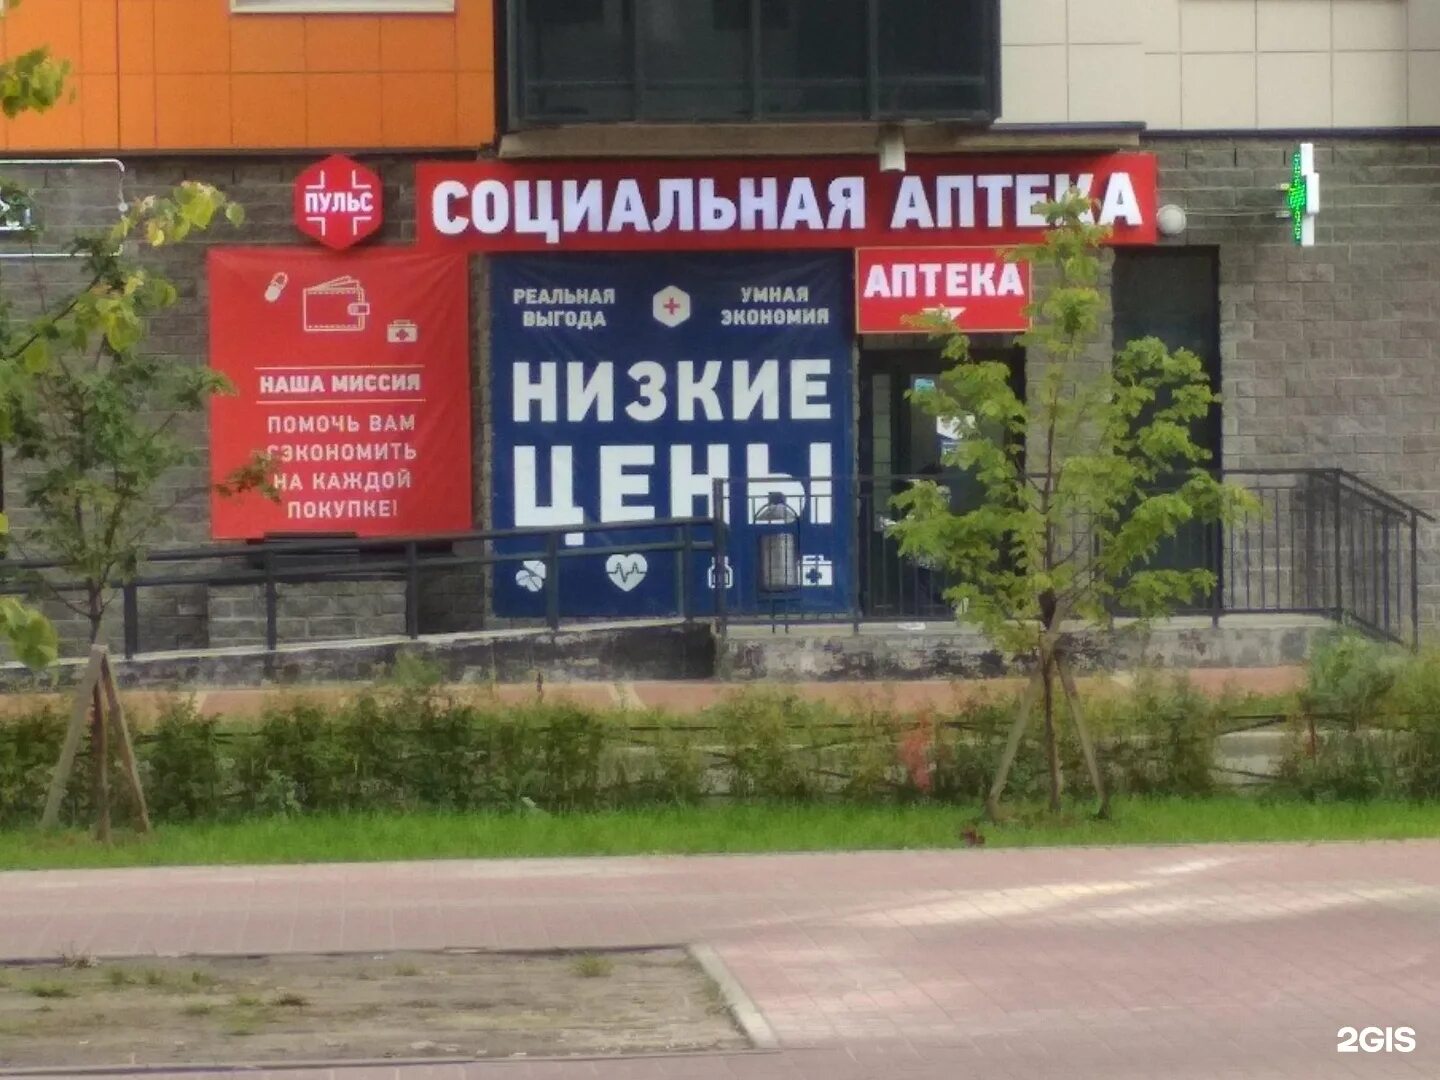 ПУЛЬС
СОЦИАЛЬНАЯ АПТЕКА
АПТЕКА
НАША МИССИЯ
ПОМОЧЬ ВАМ
СЭКОНОМИТЬ
НА КАЖДОЙ
ПОКУПКЕ!
РЕАЛЬНАЯ
ВЫГОДА
УМНАЯ
ЭКОНОМИЯ
НИЗКИЕ
ЦЕНЫ
2GIS